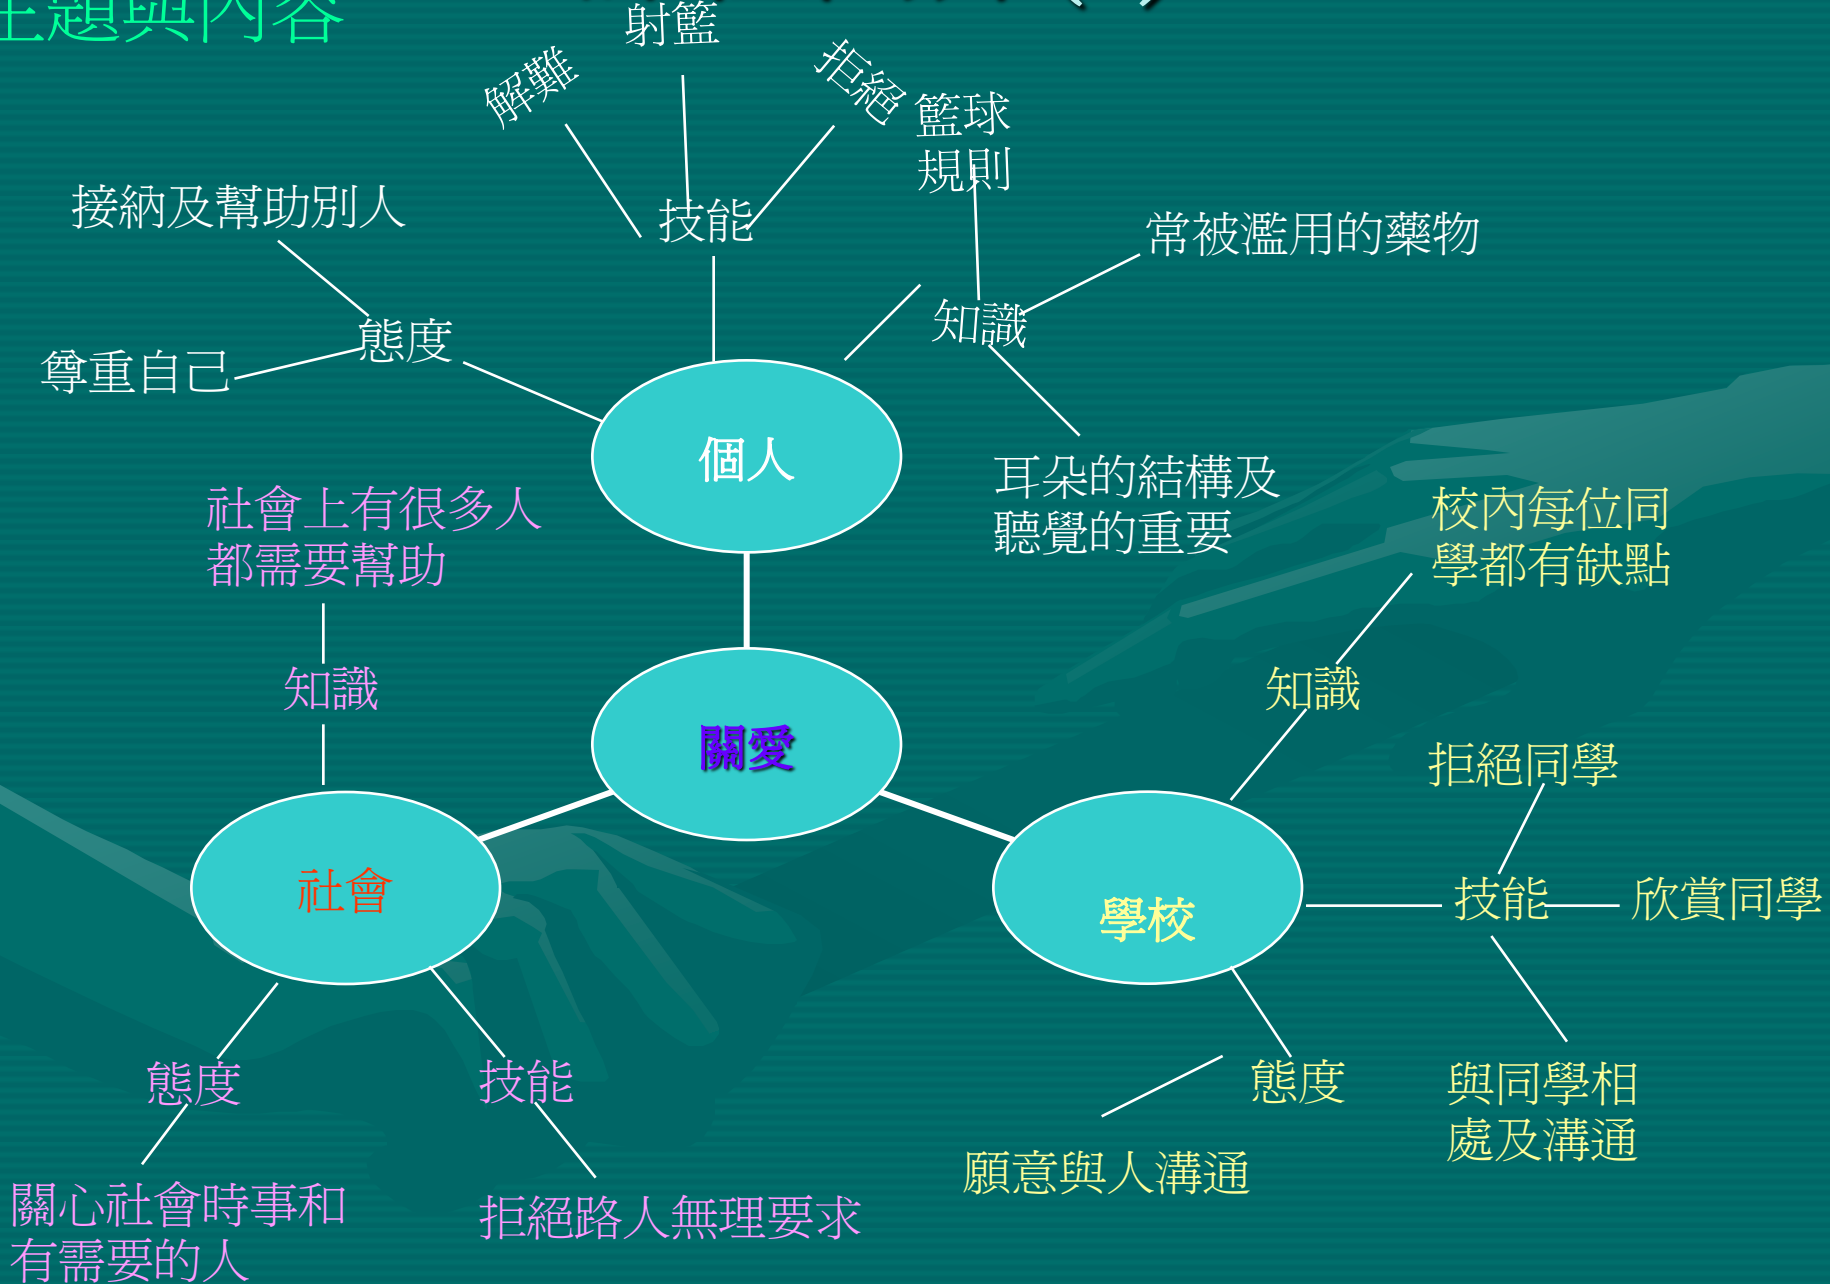 主題與內容
射籃
解難
拒絕
籃球
規則
接納及幫助別人
技能
常被濫用的藥物
知識
態度
尊重自己
個人
耳朵的結構及
聽覺的重要
社會上有很多人
都需要幫助
校內每位同
學都有缺點
知識
知識
關愛
拒絕同學
社會
技能
欣賞同學
學校
態度
技能
態度
與同學相
處及溝通
願意與人溝通
關心社會時事和
有需要的人
拒絕路人無理要求